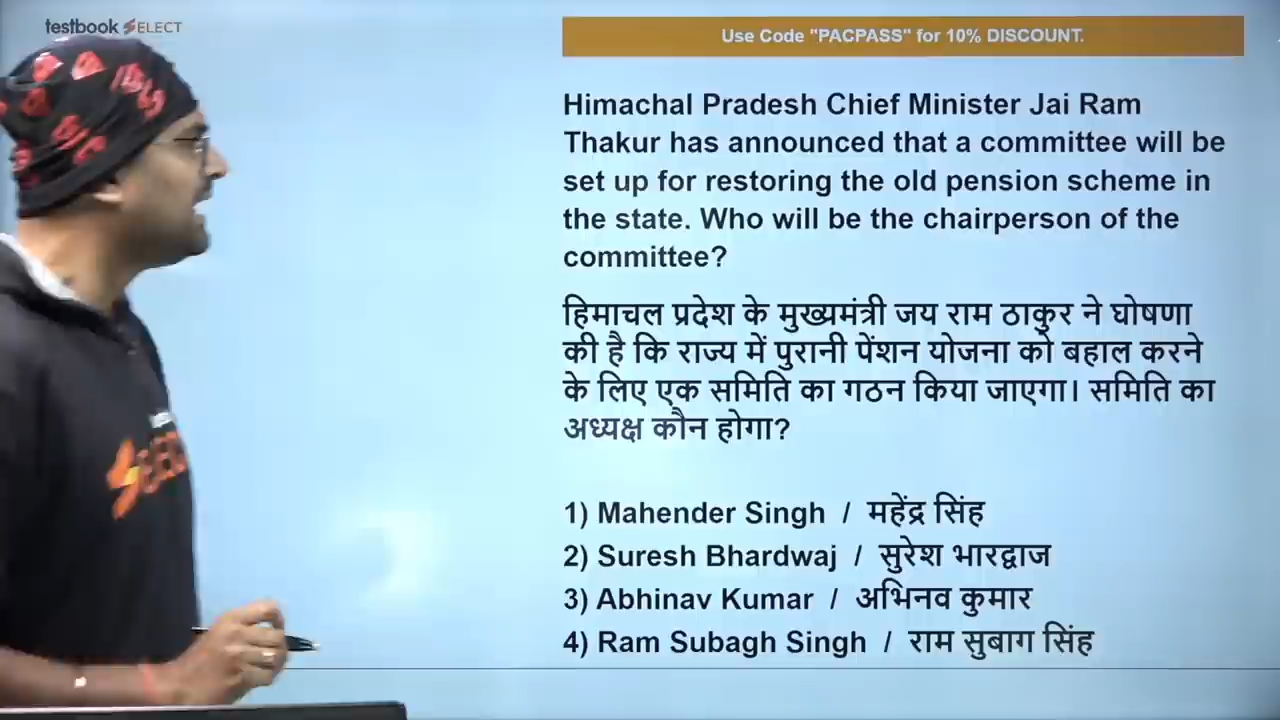 testbook SELECT
Use Code "PACPASS" for 10% DISCOUNT.
Himachal Pradesh Chief Minister Jai Ram
Thakur has announced that a committee will be
set up for restoring the old pension scheme in
the state. Who will be the chairperson of the
committee?
हिमाचल प्रदेश के मुख्यमंत्री जय राम ठाकुर ने घोषणा
की है कि राज्य में पुरानी पेंशन योजना को बहाल करने
के लिए एक समिति का गठन किया जाएगा। समिति का
अध्यक्ष कौन होगा?
1) Mahender Singh / महेंद्र सिंह
2) Suresh Bhardwaj / सुरेश भारद्वाज
3) Abhinav Kumar / अभिनव कुमार
4) Ram Subagh Singh / राम सुबाग सिंह